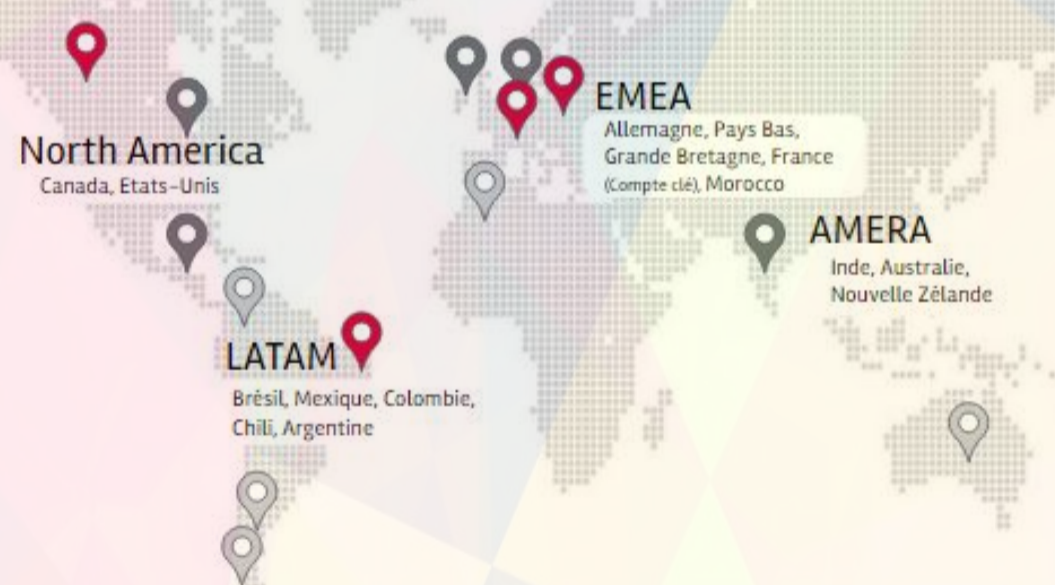 North America
Canada, Etats-Unis
EMEA
Allemagne, Pays Bas,
Grande Bretagne, France
(Compte clé), Morocco
AMERA
Inde, Australie,
Nouvelle Zélande
LATAM
Brésil, Mexique, Colombie,
Chili, Argentine